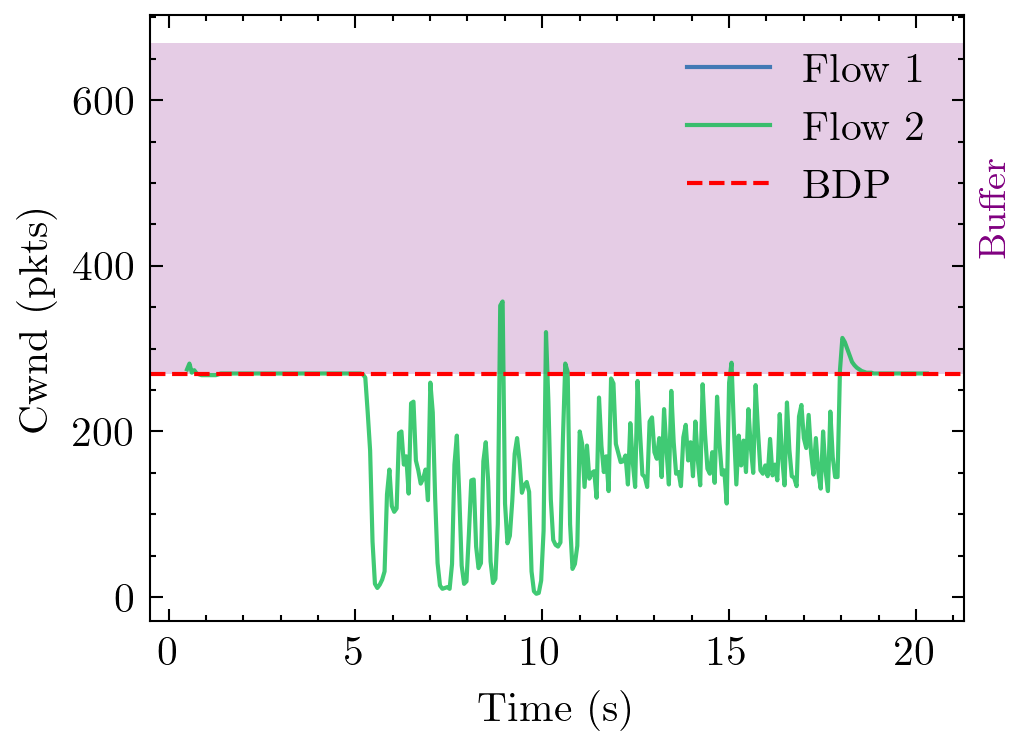 Flow 1
Flow 2
BDP
600
400
200
0
Cwnd (pkts)
Buffer
0 5 10 15 20
Time (s)